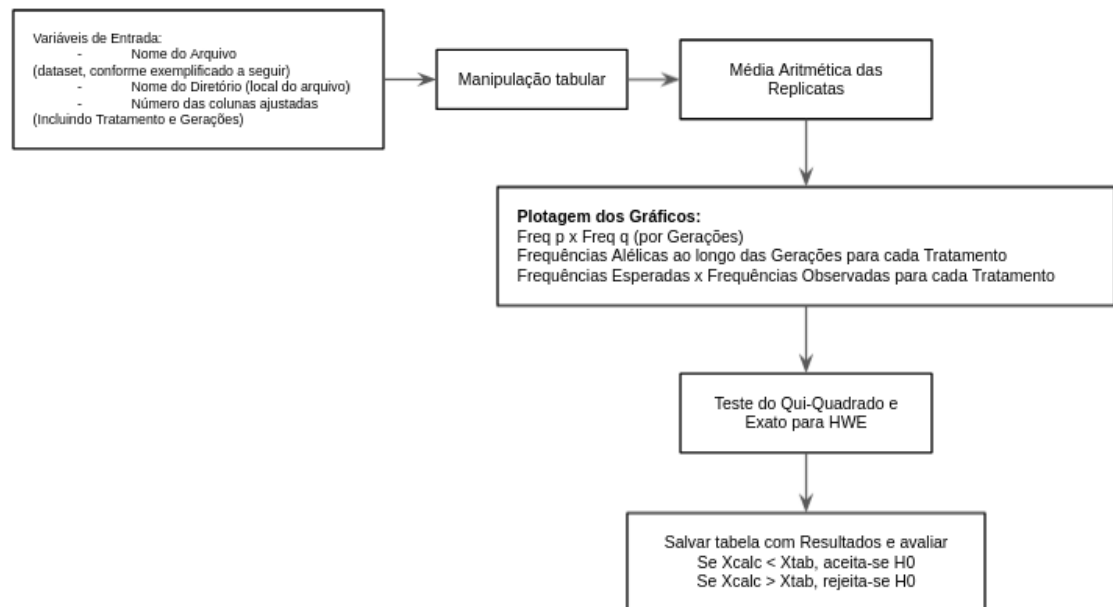 Variáveis de Entrada:
- Nome do Arquivo
(dataset, conforme exemplificado a seguir)
- Nome do Diretório (local do arquivo)
- Número das colunas ajustadas
(Incluindo Tratamento e Gerações)
Manipulação tabular
Média Aritmética das
Replicatas
Plotagem dos Gráficos:
Freq p x Freq q (por Gerações)
Frequências Alélicas ao longo das Gerações para cada Tratamento
Frequências Esperadas x Frequências Observadas para cada Tratamento
Teste do Qui-Quadrado e
Exato para HWE
Salvar tabela com Resultados e avaliar
Se Xcalc < Xtab, aceita-se H0
Se Xcalc > Xtab, rejeita-se H0